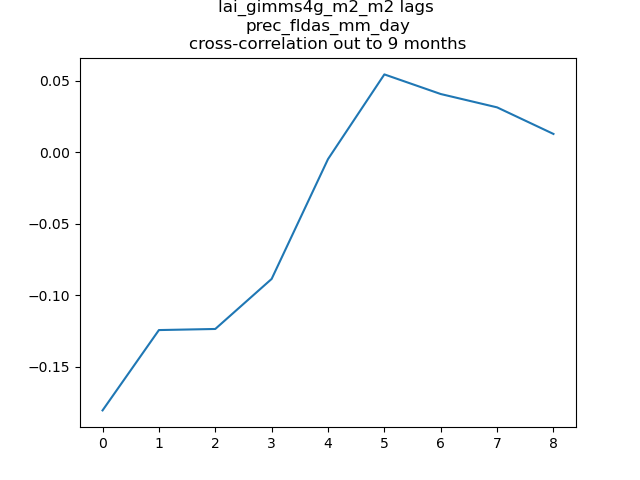 lai_gimms4g_m2_m2 lags
prec_fldas_mm_day
cross-correlation out to 9 months
0.05
0.00
−0.05
−0.10
−0.15
0 1 2 3 4 5 6 7 8